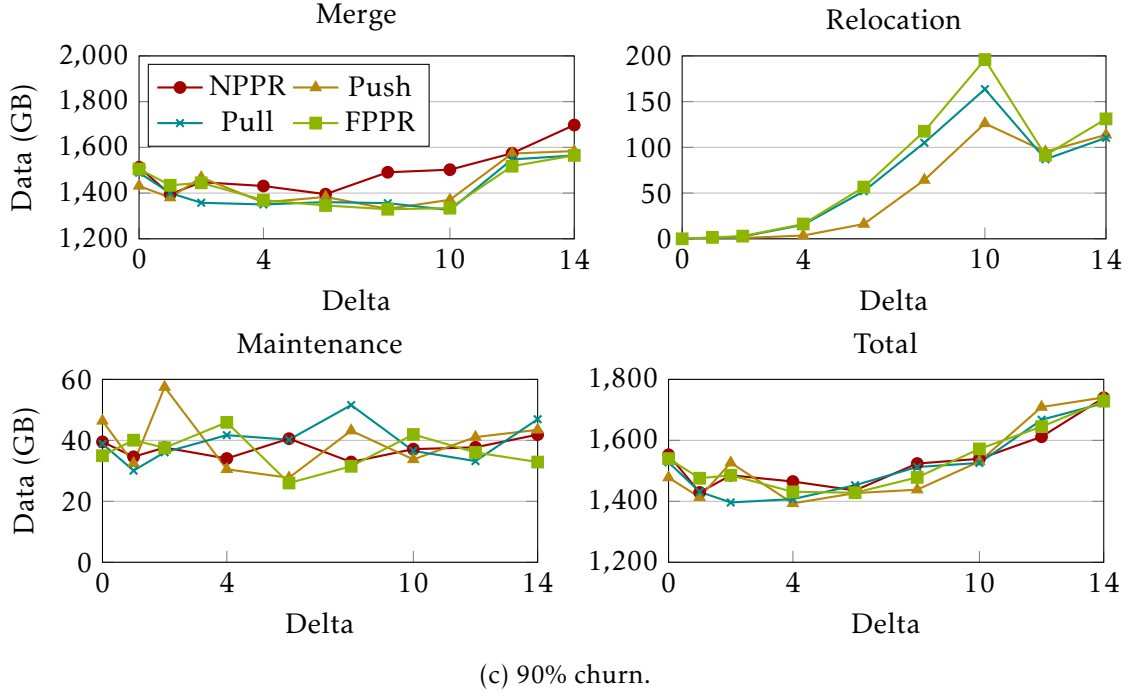 Merge
Relocation
2,000
1,800
1,600
1,400
1,200
Data (GB)
NPPR
Push
Pull
FPPR
0
4
10
14
Delta
200
150
100
50
0
0
4
10
14
Delta
Maintenance
Total
60
40
20
0
Data (GB)
0
4
10
14
Delta
1,800
1,600
1,400
1,200
0
4
10
14
Delta
(c) 90% churn.